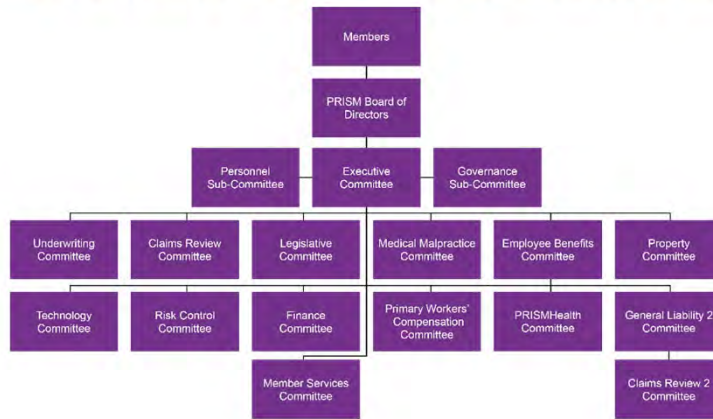 Members
PRISM Board of
Directors
Personnel
Sub-Committee
Executive
Committee
Governance
Sub-Committee
Underwriting
Committee
Claims Review
Committee
Legislative
Committee
Medical Malpractice
Committee
Employee Benefits
Committee
Property
Committee
Technology
Committee
Risk Control
Committee
Finance
Committee
Primary Workers'
Compensation
Committee
PRISMHealth
Committee
General Liability 2
Committee
Member Services
Committee
Claims Review 2
Committee